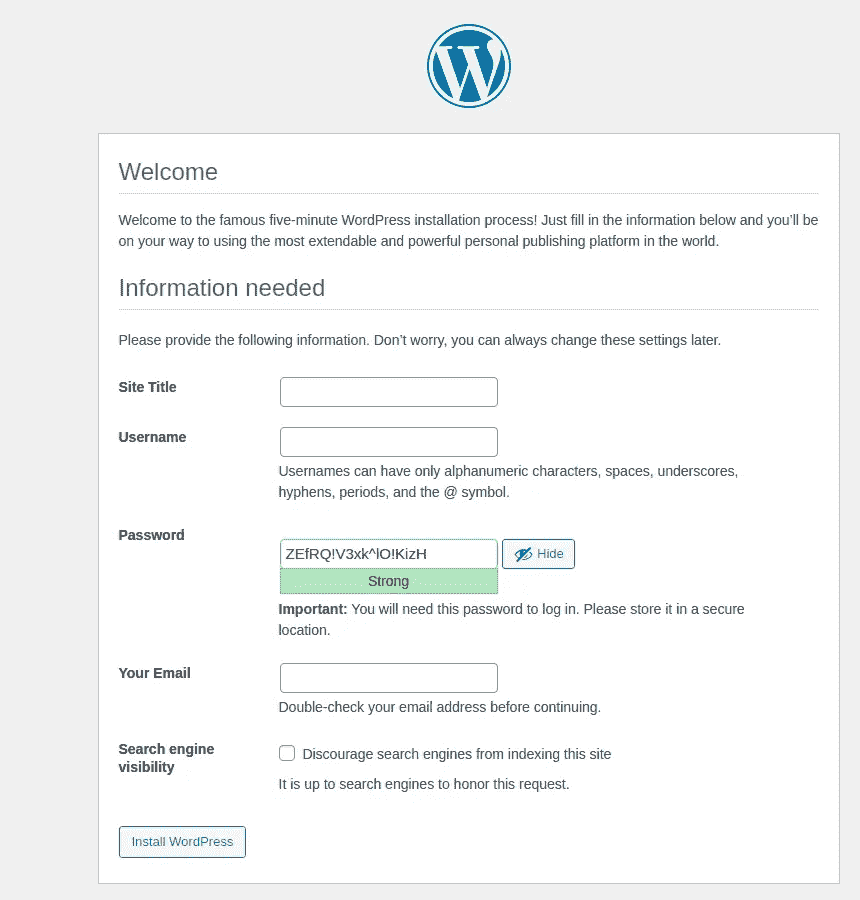 Welcome
Welcome to the famous five-minute WordPress installation process! Just fill in the information below and you’ll be
on your way to using the most extendable and powerful personal publishing platform in the world.
Information needed
Please provide the following information. Don’t worry, you can always change these settings later.
Site Title
Username
Usernames can have only alphanumeric characters, spaces, underscores,
hyphens, periods, and the @ symbol.
Password
ZEfRQ!V3xk^lO!KizH
Hide
Strong
Important: You will need this password to log in. Please store it in a secure
location.
Your Email
Double-check your email address before continuing.
Search engine
visibility
Discourage search engines from indexing this site
It is up to search engines to honor this request.
Install WordPress